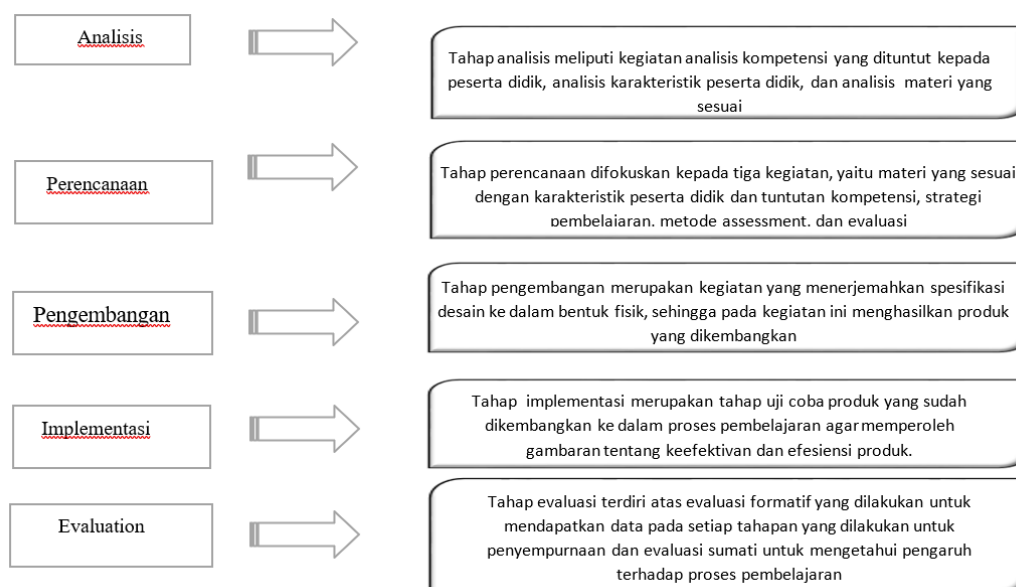 Analisis
Tahap analisis meliputi kegiatan analisis kompetensi yang dituntut kepada
peserta didik, analisis karakteristik peserta didik, dan analisis materi yang
sesuai
Perencanaan
Tahap perencanaan difokuskan kepada tiga kegiatan, yaitu materi yang sesuai
dengan karakteristik peserta didik dan tuntutan kompetensi, strategi
pembelajaran, metode assessment, dan evaluasi
Pengembangan
Tahap pengembangan merupakan kegiatan yang menerjemahkan spesifikasi
desain ke dalam bentuk fisik, sehingga pada kegiatan ini menghasilkan produk
yang dikembangkan
Implementasi
Tahap implementasi merupakan tahap uji coba produk yang sudah
dikembangkan ke dalam proses pembelajaran agar memperoleh
gambaran tentang keefektivan dan efesiensi produk.
Evaluation
Tahap evaluasi terdiri atas evaluasi formatif yang dilakukan untuk
mendapatkan data pada setiap tahapan yang dilakukan untuk
penyempurnaan dan evaluasi sumati untuk mengetahui pengaruh
terhadap proses pembelajaran